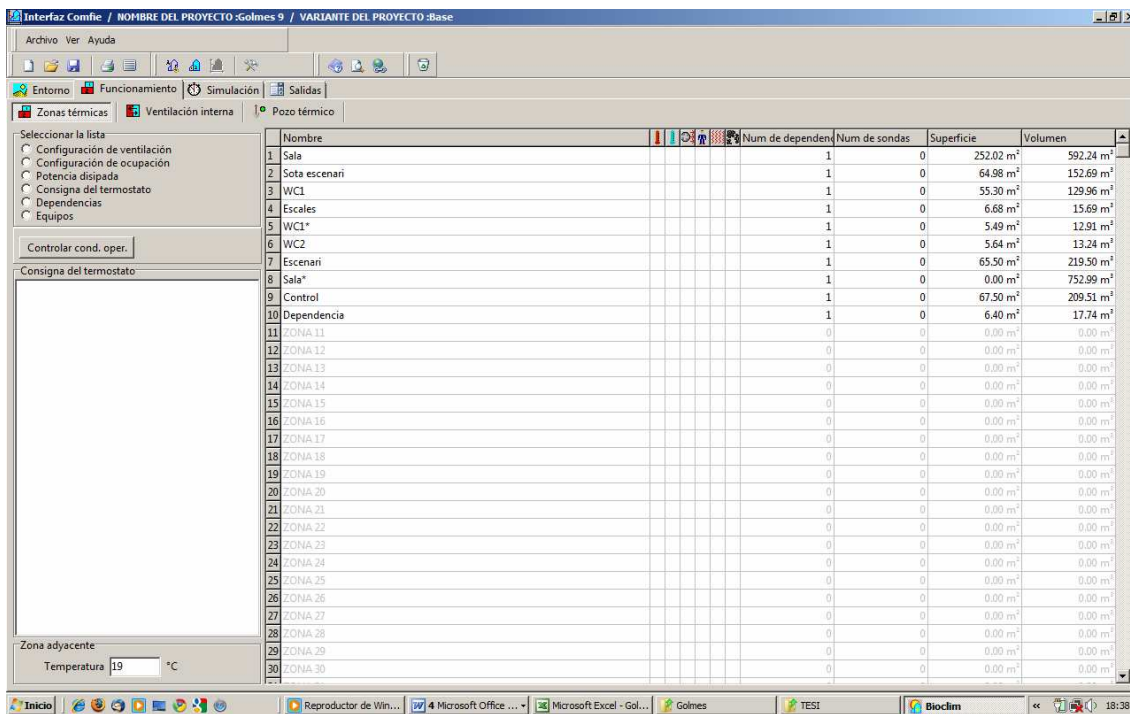 Interfaz Comfie / NOMBRE DEL PROYECTO :Golmes 9 / VARIANTE DEL PROYECTO :Base
Archivo Ver Ayuda
Entorno Funcionamiento Simulación Salidas
Zonas térmicas Ventilación interna Pozo térmico
Seleccionar la lista
Configuración de ventilación
Configuración de ocupación
Potencia disipada
Consigna del termostato
Dependencias
Equipos
Controlar cond. oper.
Consigna del termostato
Zona adyacente
Temperatura 19 °C
Nombre Num de dependen Num de sondas Superficie Volumen
1 Sala 1 0 252.02 m² 592.24 m³
2 Sota escenari 1 0 64.98 m² 152.69 m³
3 WC1 1 0 55.30 m² 129.96 m³
4 Escales 1 0 6.68 m² 15.69 m³
5 WC1* 1 0 5.49 m² 12.91 m³
6 WC2 1 0 5.64 m² 13.24 m³
7 Escenari 1 0 65.50 m² 219.50 m³
8 Sala* 1 0 0.00 m² 752.99 m³
9 Control 1 0 67.50 m² 209.51 m³
10 Dependencia 1 0 6.40 m² 17.74 m³
11 ZONA 11 0 0 0.00 m² 0.00 m³
12 ZONA 12 0 0 0.00 m² 0.00 m³
13 ZONA 13 0 0 0.00 m² 0.00 m³
14 ZONA 14 0 0 0.00 m² 0.00 m³
15 ZONA 15 0 0 0.00 m² 0.00 m³
16 ZONA 16 0 0 0.00 m² 0.00 m³
17 ZONA 17 0 0 0.00 m² 0.00 m³
18 ZONA 18 0 0 0.00 m² 0.00 m³
19 ZONA 19 0 0 0.00 m² 0.00 m³
20 ZONA 20 0 0 0.00 m² 0.00 m³
21 ZONA 21 0 0 0.00 m² 0.00 m³
22 ZONA 22 0 0 0.00 m² 0.00 m³
23 ZONA 23 0 0 0.00 m² 0.00 m³
24 ZONA 24 0 0 0.00 m² 0.00 m³
25 ZONA 25 0 0 0.00 m² 0.00 m³
26 ZONA 26 0 0 0.00 m² 0.00 m³
27 ZONA 27 0 0 0.00 m² 0.00 m³
28 ZONA 28 0 0 0.00 m² 0.00 m³
29 ZONA 29 0 0 0.00 m² 0.00 m³
30 ZONA 30 0 0 0.00 m² 0.00 m³
Inicio Reproductor de Win... 4 Microsoft Office ... Microsoft Excel - Gol... Golmes TESI Bioclim « 18:38